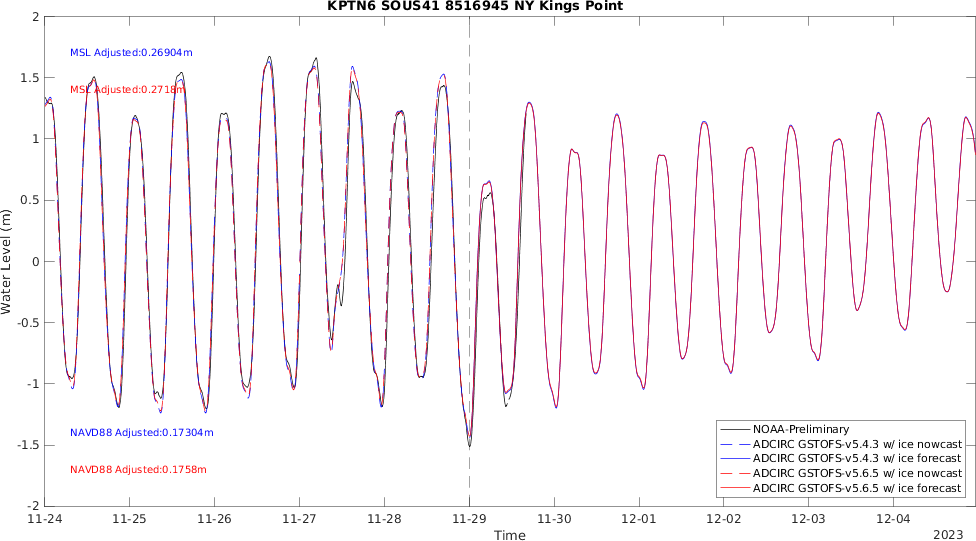 KPTN6 SOUS41 8516945 NY Kings Point
2
1.5
1
0.5
0
-0.5
-1
-1.5
-2
Water Level (m)
MSL Adjusted:0.26904m
MSL Adjusted:0.2718m
NAVD88 Adjusted:0.17304m
NAVD88 Adjusted:0.1758m
NOAA-Preliminary
ADCIRC GSTOFS-v5.4.3 w/ ice nowcast
ADCIRC GSTOFS-v5.4.3 w/ ice forecast
ADCIRC GSTOFS-v5.6.5 w/ ice nowcast
ADCIRC GSTOFS-v5.6.5 w/ ice forecast
11-24 11-25 11-26 11-27 11-28 11-29 11-30 12-01 12-02 12-03 12-04
Time
2023